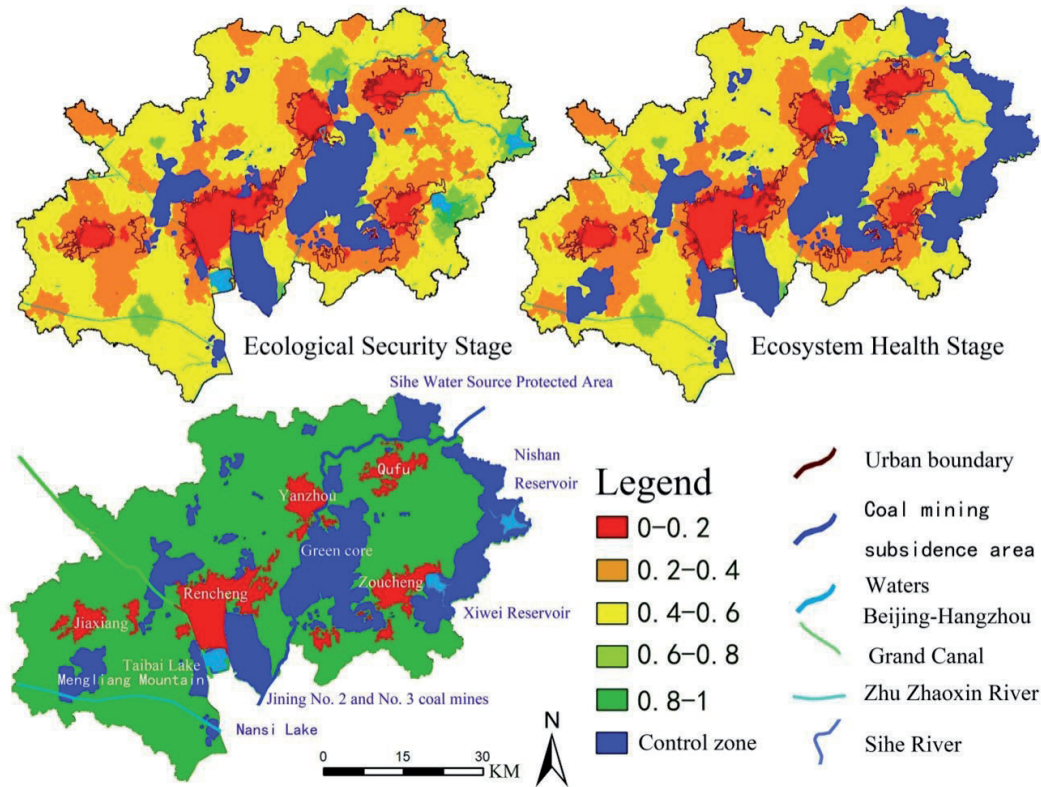 Ecological Security Stage
Ecosystem Health Stage
Sihe Water Source Protected Area
Nishan
Reservoir
Qufu
Yanzhou
Green core
Zoucheng
Rencheng
Xiwei Reservoir
Jiaxiang
Taibai Lake
Mengliang Mountain
Jining No. 2 and No. 3 coal mines
Nansi Lake
0 15 30
KM
N
Legend
0-0. 2
0. 2-0. 4
0. 4-0. 6
0. 6-0. 8
0. 8-1
Control zone
Urban boundary
Coal mining
subsidence area
Waters
Beijing-Hangzhou
Grand Canal
Zhu Zhaoxin River
Sihe River